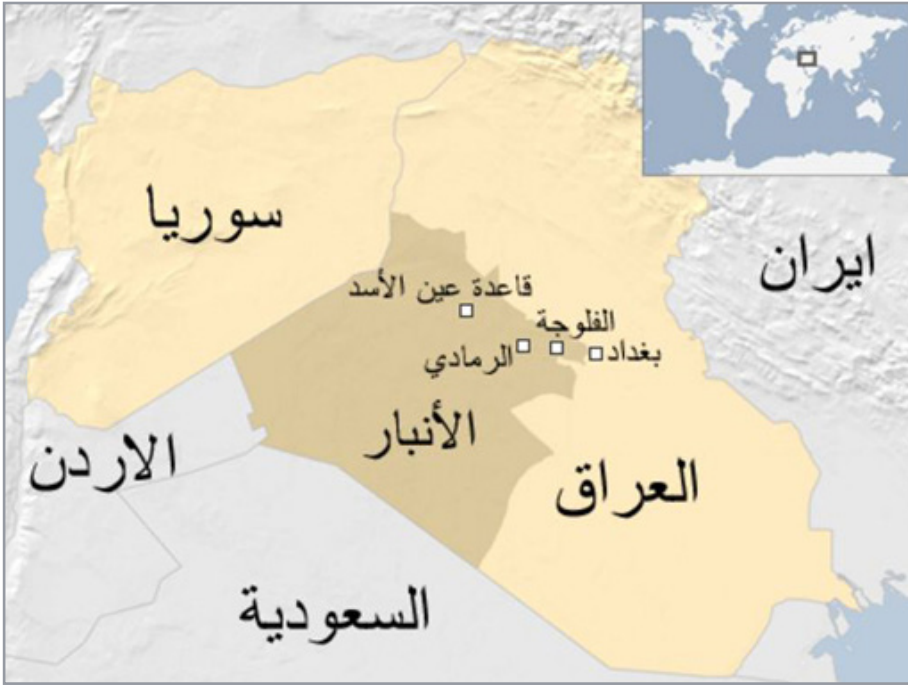 سوريا
ايران
قاعدة عين الأسد
الفلوجة
بغداد
الرمادي
الأنبار
الاردن
العراق
السعودية